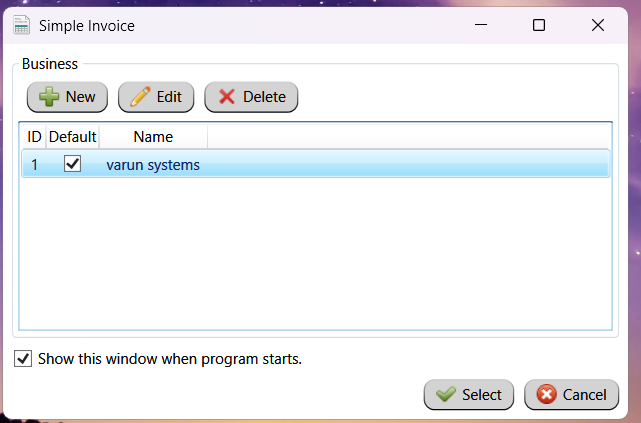 Simple Invoice
Business
New Edit Delete
ID Default Name
1 varun systems
Show this window when program starts.
Select Cancel